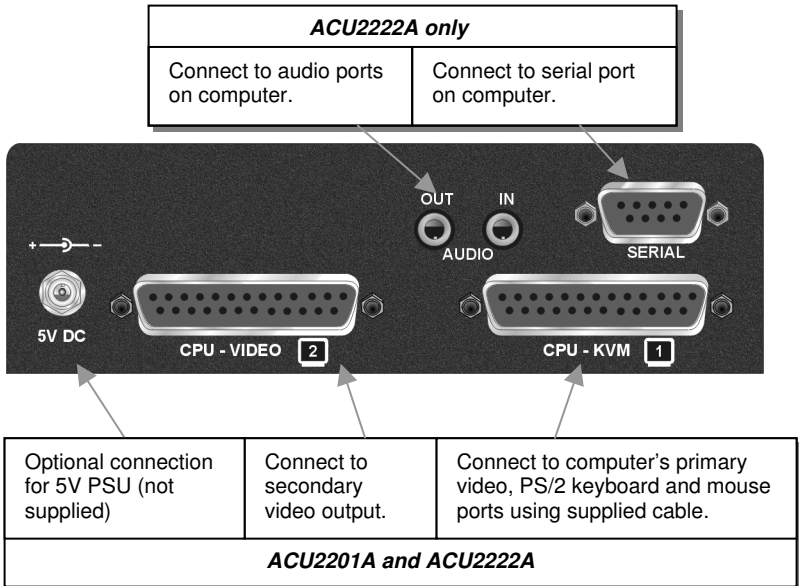 ACU2222A only
Connect to audio ports
on computer.
Connect to serial port
on computer.
OUT IN
AUDIO
SERIAL
+ -
5V DC
CPU - VIDEO 2
CPU - KVM 1
Optional connection
for 5V PSU (not
supplied)
Connect to
secondary
video output.
Connect to computer's primary
video, PS/2 keyboard and mouse
ports using supplied cable.
ACU2201A and ACU2222A